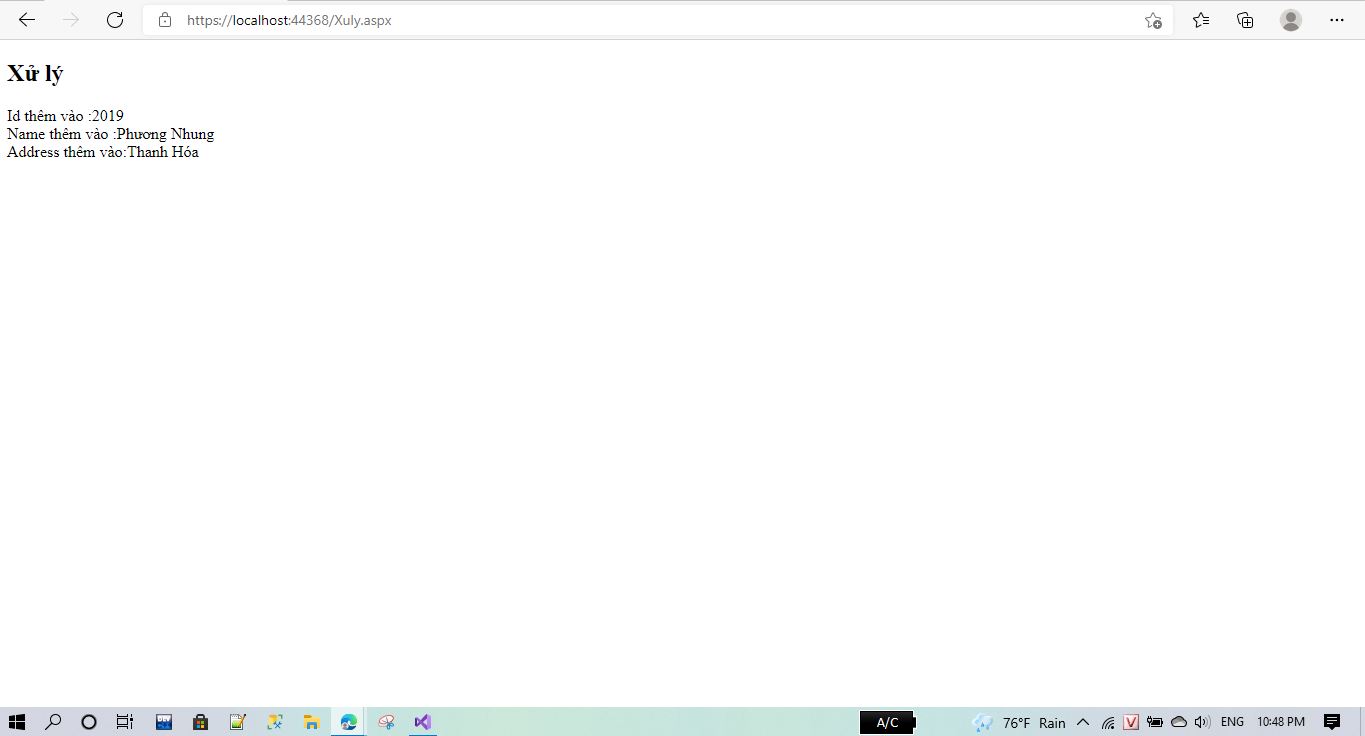 https://localhost:44368/Xuly.aspx
Xử lý
Id thêm vào :2019
Name thêm vào :Phương Nhung
Address thêm vào:Thanh Hóa
A/C
76°F Rain
V
ENG
10:48 PM